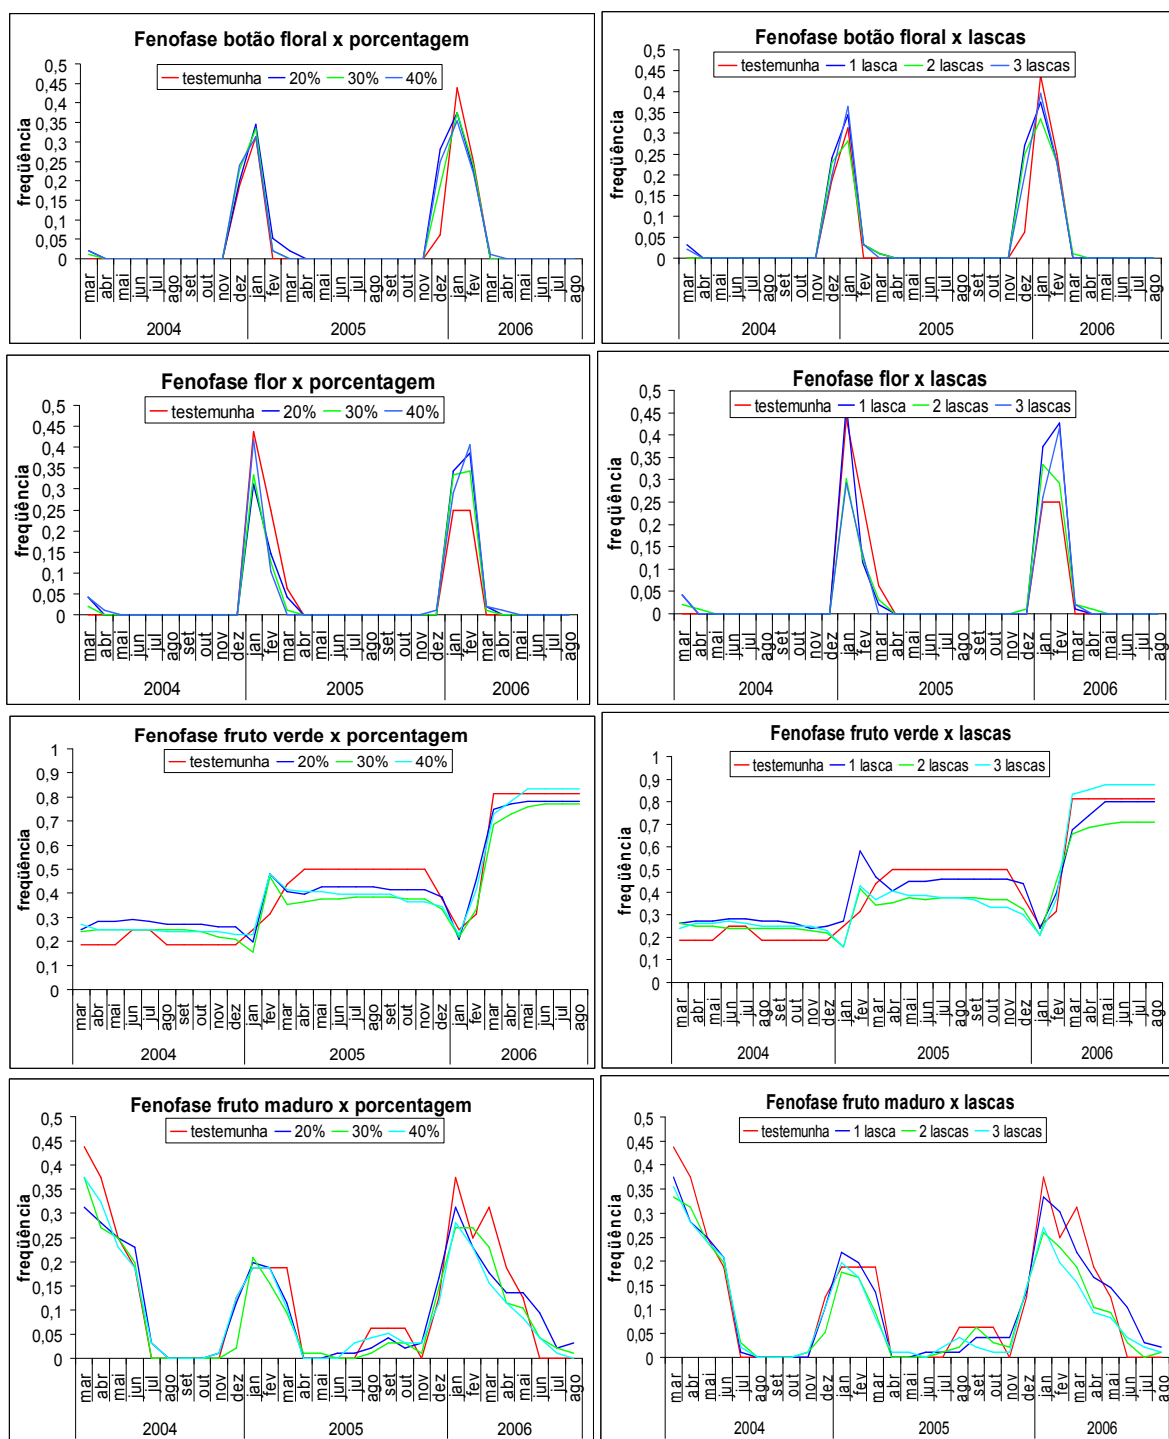 Fenofase botão floral x porcentagem
testemunha 20% 30% 40%
freqüência
0,5
0,45
0,4
0,35
0,3
0,25
0,2
0,15
0,1
0,05
0
mar abr mai jun jul ago set out nov dez jan fev mar abr mai jun jul ago set out nov dez jan fev mar abr mai jun jul ago
2004 2005 2006
Fenofase botão floral x lascas
testemunha 1 lasca 2 lascas 3 lascas
freqüência
0,5
0,45
0,4
0,35
0,3
0,25
0,2
0,15
0,1
0,05
0
mar abr mai jun jul ago set out nov dez jan fev mar abr mai jun jul ago set out nov dez jan fev mar abr mai jun jul ago
2004 2005 2006
Fenofase flor x porcentagem
testemunha 20% 30% 40%
freqüência
0,5
0,45
0,4
0,35
0,3
0,25
0,2
0,15
0,1
0,05
0
mar abr mai jun jul ago set out nov dez jan fev mar abr mai jun jul ago set out nov dez jan fev mar abr mai jun jul ago
2004 2005 2006
Fenofase flor x lascas
testemunha 1 lasca 2 lascas 3 lascas
freqüência
0,5
0,45
0,4
0,35
0,3
0,25
0,2
0,15
0,1
0,05
0
mar abr mai jun jul ago set out nov dez jan fev mar abr mai jun jul ago set out nov dez jan fev mar abr mai jun jul ago
2004 2005 2006
Fenofase fruto verde x porcentagem
testemunha 20% 30% 40%
freqüência
1
0,9
0,8
0,7
0,6
0,5
0,4
0,3
0,2
0,1
0
mar abr mai jun jul ago set out nov dez jan fev mar abr mai jun jul ago set out nov dez jan fev mar abr mai jun jul ago
2004 2005 2006
Fenofase fruto verde x lascas
testemunha 1 lasca 2 lascas 3 lascas
freqüência
1
0,9
0,8
0,7
0,6
0,5
0,4
0,3
0,2
0,1
0
mar abr mai jun jul ago set out nov dez jan fev mar abr mai jun jul ago set out nov dez jan fev mar abr mai jun jul ago
2004 2005 2006
Fenofase fruto maduro x porcentagem
testemunha 20% 30% 40%
freqüência
0,5
0,45
0,4
0,35
0,3
0,25
0,2
0,15
0,1
0,05
0
mar abr mai jun jul ago set out nov dez jan fev mar abr mai jun jul ago set out nov dez jan fev mar abr mai jun jul ago
2004 2005 2006
Fenofase fruto maduro x lascas
testemunha 1 lasca 2 lascas 3 lascas
freqüência
0,5
0,45
0,4
0,35
0,3
0,25
0,2
0,15
0,1
0,05
0
mar abr mai jun jul ago set out nov dez jan fev mar abr mai jun jul ago set out nov dez jan fev mar abr mai jun jul ago
2004 2005 2006